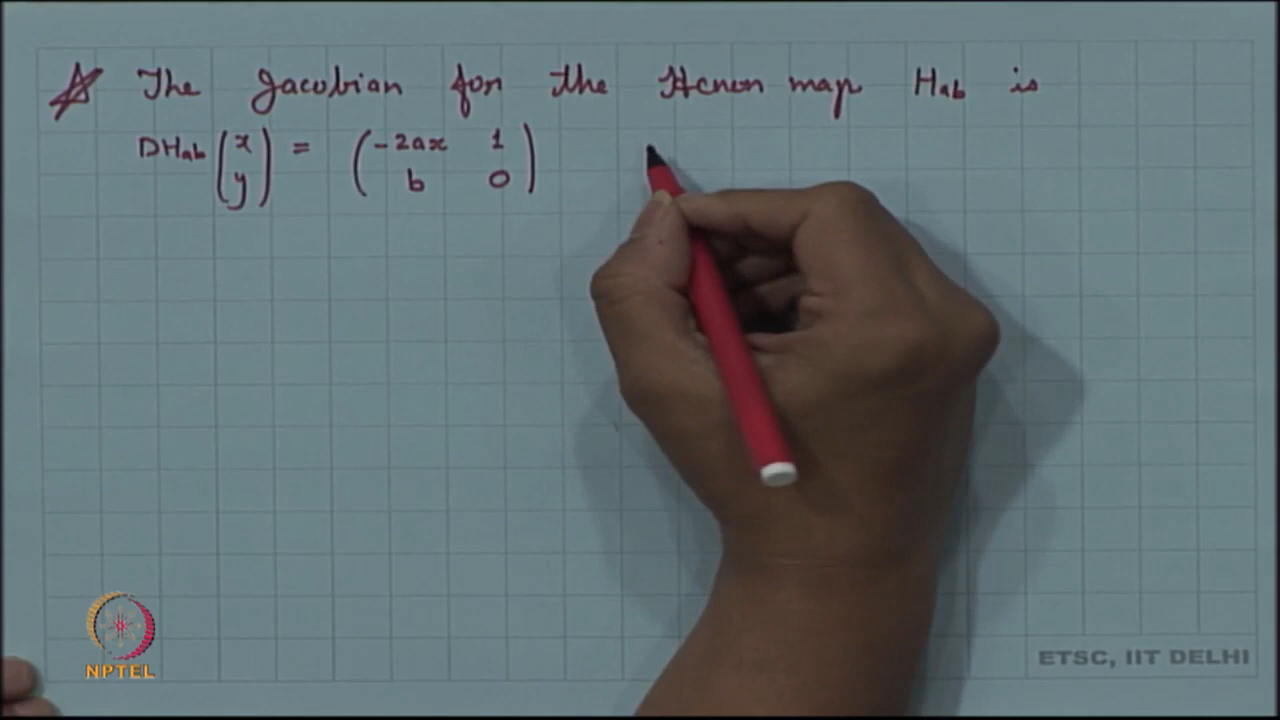 The Jacobian for the Henon map Hab is
DHab (x y) = (-2ax 1 b 0)
NPTEL
ETSC, IIT DELHI